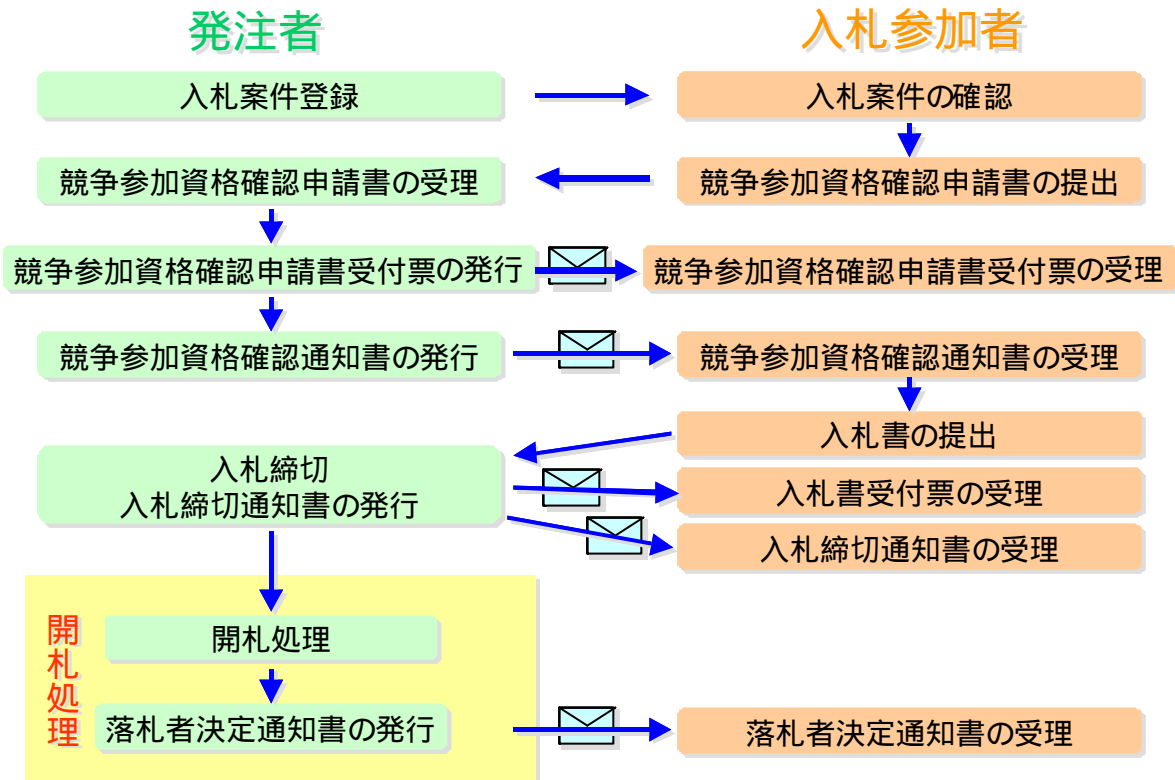 発注者
入札参加者
入札案件登録
入札案件の確認
競争参加資格確認申請書の受理
競争参加資格確認申請書の提出
競争参加資格確認申請書受付票の発行
競争参加資格確認申請書受付票の受理
競争参加資格確認通知書の発行
競争参加資格確認通知書の受理
入札書の提出
入札締切
入札締切通知書の発行
入札書受付票の受理
入札締切通知書の受理
開札処理
開札処理
落札者決定通知書の発行
落札者決定通知書の受理